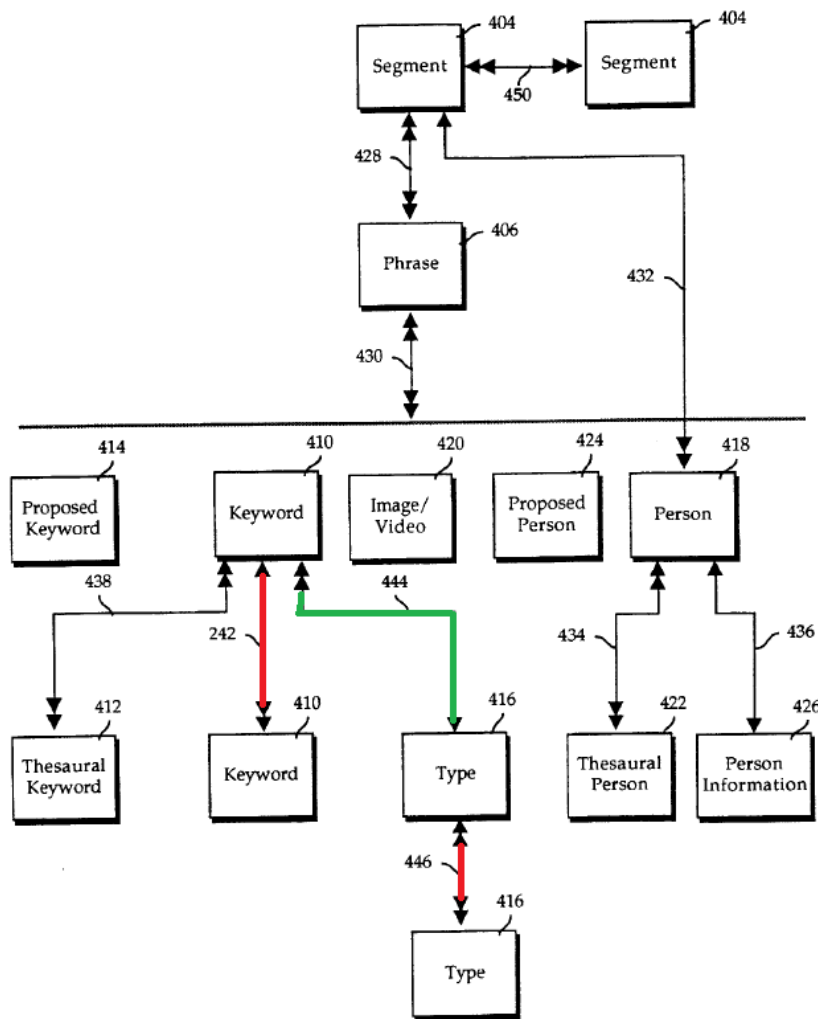 404
404
Segment
Segment
450
428
406
Phrase
432
430
414
410
420
424
418
Proposed
Keyword
Keyword
Image/
Video
Proposed
Person
Person
438
444
242
434
436
412
410
416
422
426
Thesaural
Keyword
Keyword
Type
Thesaural
Person
Person
Information
446
416
Type